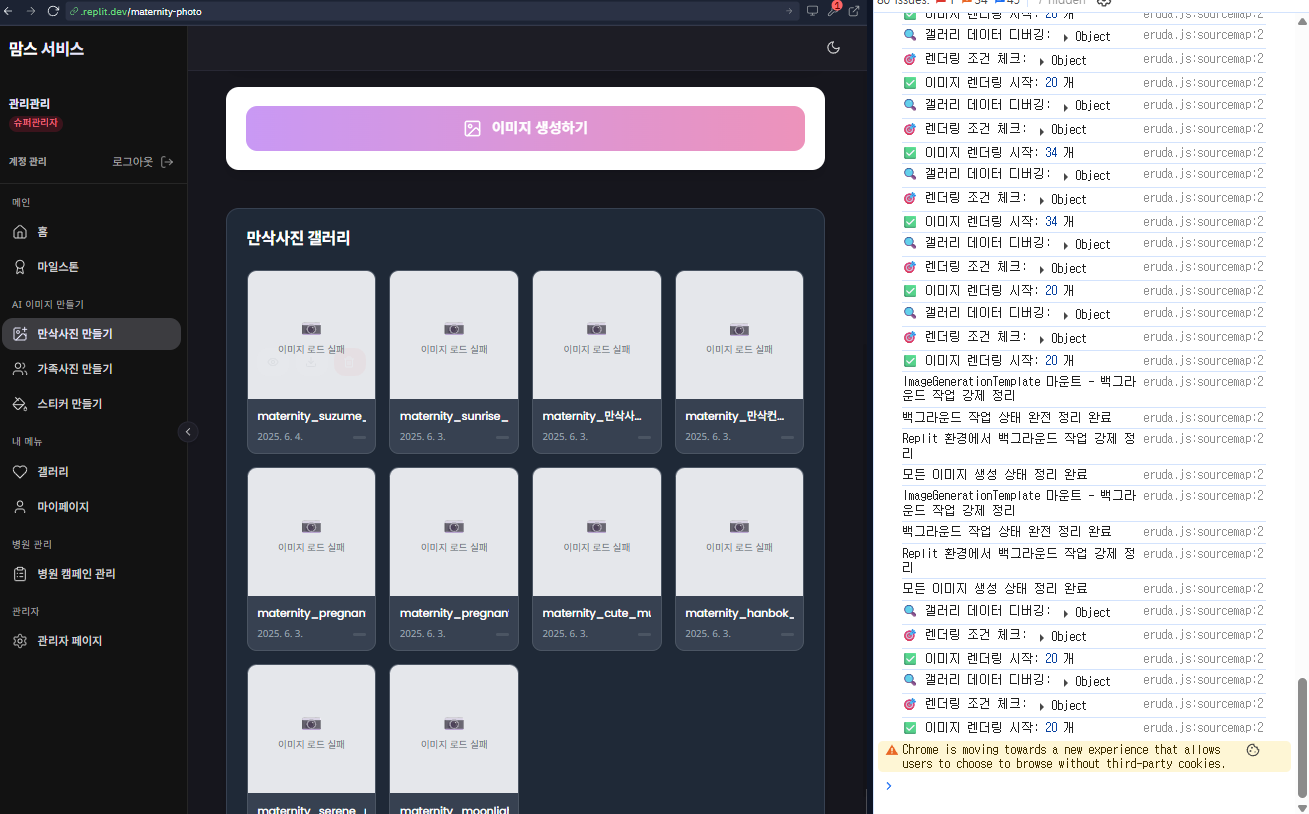 .replit.dev/maternity-photo
1
맘스 서비스
관리관리
슈퍼관리자
계정 관리
로그아웃
메인
홈
마일스톤
AI 이미지 만들기
만삭사진 만들기
가족사진 만들기
스티커 만들기
내 메뉴
갤러리
마이페이지
병원 관리
병원 캠페인 관리
관리자
관리자 페이지
이미지 생성하기
만삭사진 갤러리
이미지 로드 실패
이미지 로드 실패
이미지 로드 실패
이미지 로드 실패
maternity_suzume_
maternity_sunrise_
maternity_만삭사...
maternity_만삭컨...
2025. 6. 4.
2025. 6. 3.
2025. 6. 3.
2025. 6. 3.
이미지 로드 실패
이미지 로드 실패
이미지 로드 실패
이미지 로드 실패
maternity_pregnan
maternity_pregnan
maternity_cute_mu
maternity_hanbok_
2025. 6. 3.
2025. 6. 3.
2025. 6. 3.
2025. 6. 3.
이미지 로드 실패
이미지 로드 실패
maternity_serene_
maternity_moonligl
이미지 렌더링 시작: 20 개 eruda.js:sourcemap:2
갤러리 데이터 디버깅: Object eruda.js:sourcemap:2
렌더링 조건 체크: Object eruda.js:sourcemap:2
이미지 렌더링 시작: 20 개 eruda.js:sourcemap:2
갤러리 데이터 디버깅: Object eruda.js:sourcemap:2
렌더링 조건 체크: Object eruda.js:sourcemap:2
이미지 렌더링 시작: 34 개 eruda.js:sourcemap:2
갤러리 데이터 디버깅: Object eruda.js:sourcemap:2
렌더링 조건 체크: Object eruda.js:sourcemap:2
이미지 렌더링 시작: 34 개 eruda.js:sourcemap:2
갤러리 데이터 디버깅: Object eruda.js:sourcemap:2
렌더링 조건 체크: Object eruda.js:sourcemap:2
이미지 렌더링 시작: 20 개 eruda.js:sourcemap:2
갤러리 데이터 디버깅: Object eruda.js:sourcemap:2
렌더링 조건 체크: Object eruda.js:sourcemap:2
이미지 렌더링 시작: 20 개 eruda.js:sourcemap:2
ImageGenerationTemplate 마운트 - 백그라 eruda.js:sourcemap:2
운드 작업 강제 정리
백그라운드 작업 상태 완전 정리 완료 eruda.js:sourcemap:2
Replit 환경에서 백그라운드 작업 강제 정 eruda.js:sourcemap:2
리
모든 이미지 생성 상태 정리 완료 eruda.js:sourcemap:2
ImageGenerationTemplate 마운트 - 백그라 eruda.js:sourcemap:2
운드 작업 강제 정리
백그라운드 작업 상태 완전 정리 완료 eruda.js:sourcemap:2
Replit 환경에서 백그라운드 작업 강제 정 eruda.js:sourcemap:2
리
모든 이미지 생성 상태 정리 완료 eruda.js:sourcemap:2
갤러리 데이터 디버깅: Object eruda.js:sourcemap:2
렌더링 조건 체크: Object eruda.js:sourcemap:2
이미지 렌더링 시작: 20 개 eruda.js:sourcemap:2
갤러리 데이터 디버깅: Object eruda.js:sourcemap:2
렌더링 조건 체크: Object eruda.js:sourcemap:2
이미지 렌더링 시작: 20 개 eruda.js:sourcemap:2
Chrome is moving towards a new experience that allows
users to choose to browse without third-party cookies.